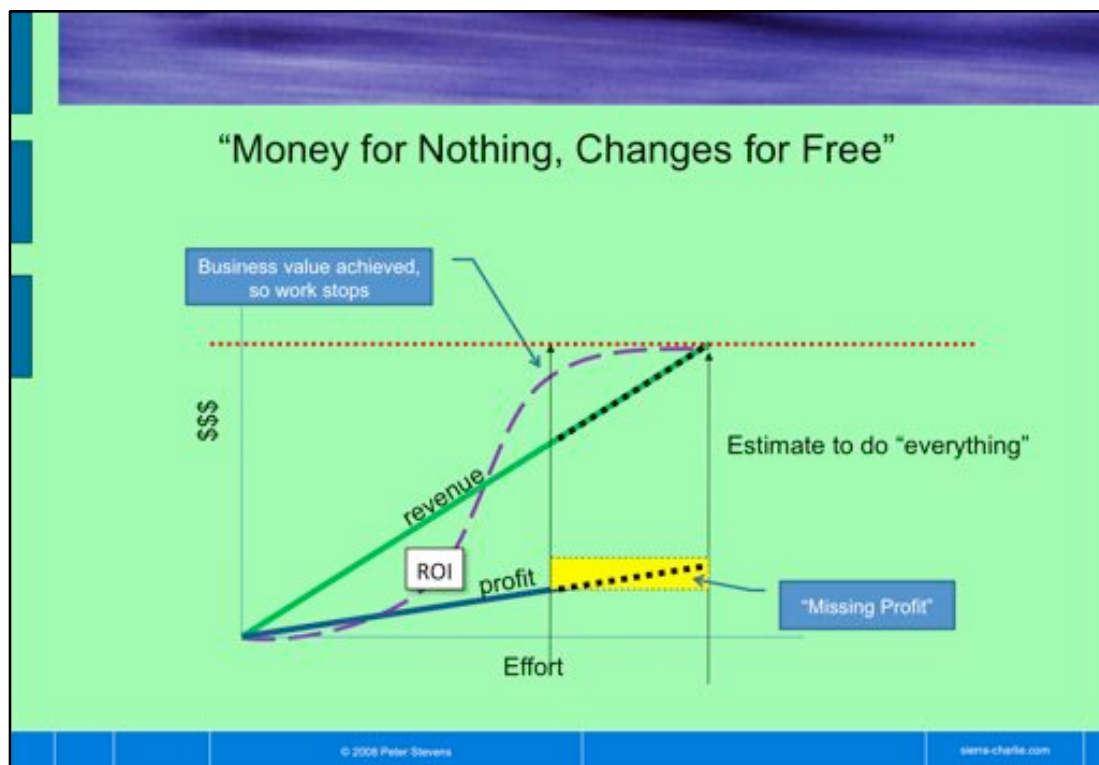 “Money for Nothing, Changes for Free”
Business value achieved,
so work stops
$$$
revenue
Estimate to do “everything”
ROI
profit
“Missing Profit”
Effort
© 2008 Peter Stevens
sierra-charlie.com